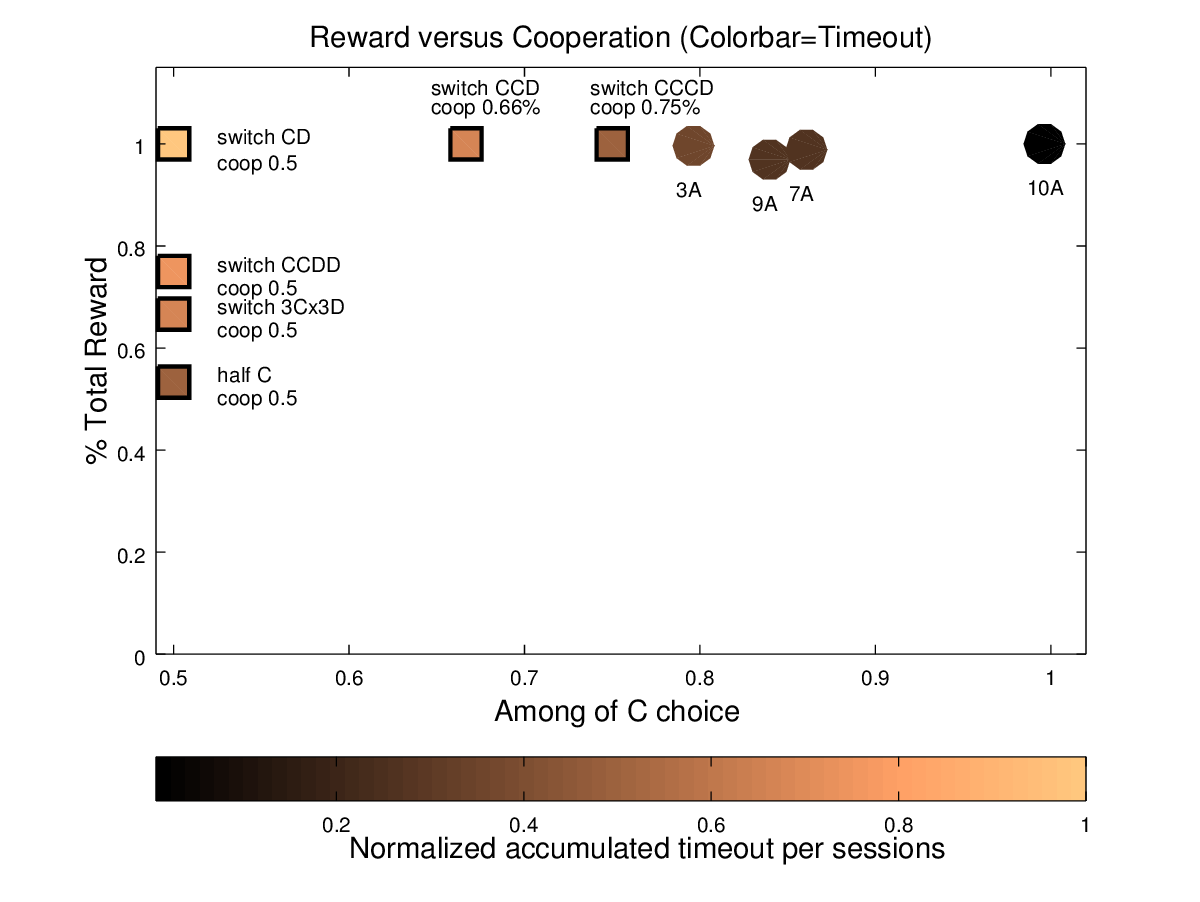 Reward versus Cooperation (Colorbar=Timeout)
switch CCD
coop 0.66%
switch CCCD
coop 0.75%
switch CD
coop 0.5
3A
9A
7A
10A
switch CCDD
coop 0.5
switch 3Cx3D
coop 0.5
half C
coop 0.5
% Total Reward
1
0.8
0.6
0.4
0.2
0
0.5 0.6 0.7 0.8 0.9 1
Among of C choice
0.2 0.4 0.6 0.8 1
Normalized accumulated timeout per sessions